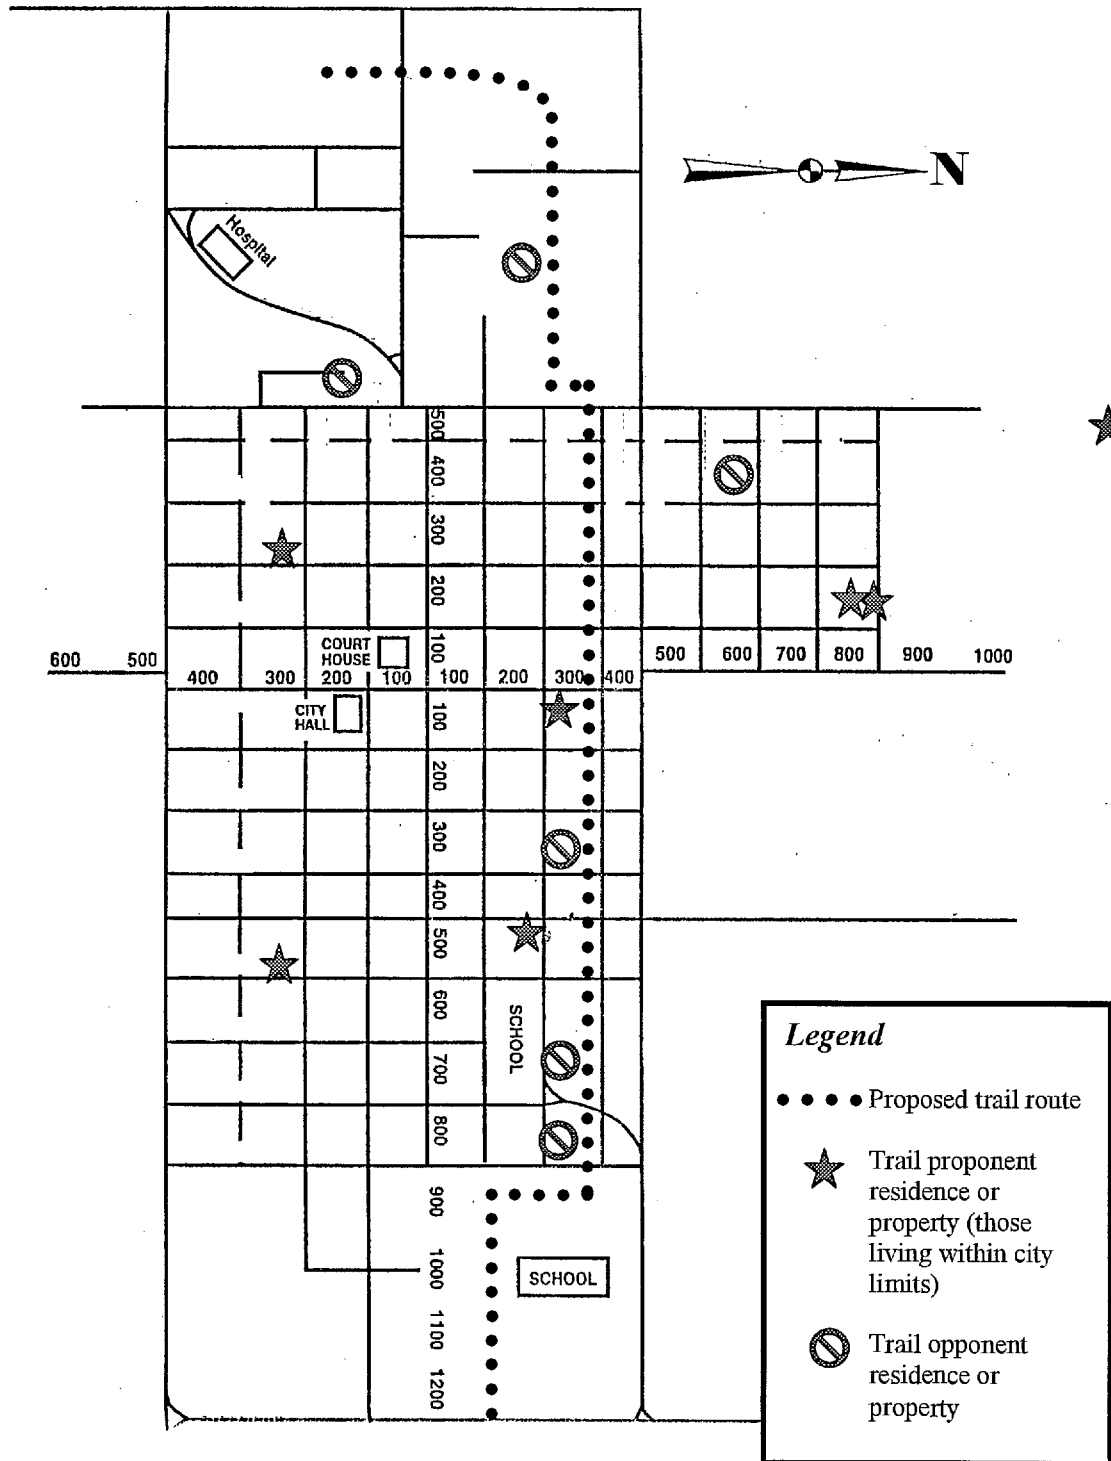 N
Hospital
500
400
300
200
100
COURT
HOUSE
600 500 400 300 200 100 100 200 300 400 500 600 700 800 900 1000
CITY
HALL
100
200
300
400
500
600
700
800
900
1000
1100
1200
SCHOOL
SCHOOL
Legend
Proposed trail route
Trail proponent
residence or
property (those
living within city
limits)
Trail opponent
residence or
property